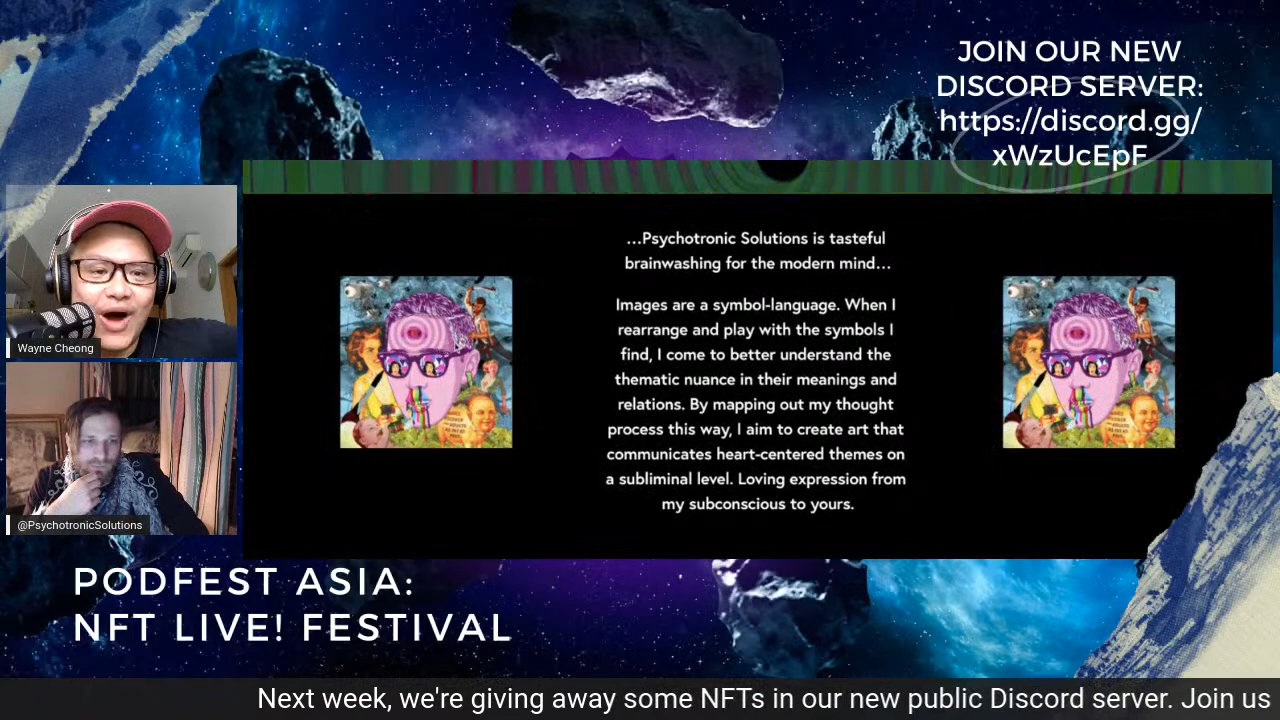 JOIN OUR NEW
DISCORD SERVER:
https://discord.gg/
xWzUcEpF
...Psychotronic Solutions is tasteful
brainwashing for the modern mind...
Images are a symbol-language. When I
rearrange and play with the symbols I
find, I come to better understand the
thematic nuance in their meanings and
relations. By mapping out my thought
process this way, I aim to create art that
communicates heart-centered themes on
a subliminal level. Loving expression from
my subconscious to yours.
Wayne Cheong
@PsychotronicSolutions
PODFEST ASIA:
NFT LIVE! FESTIVAL
Next week, we're giving away some NFTs in our new public Discord server. Join us